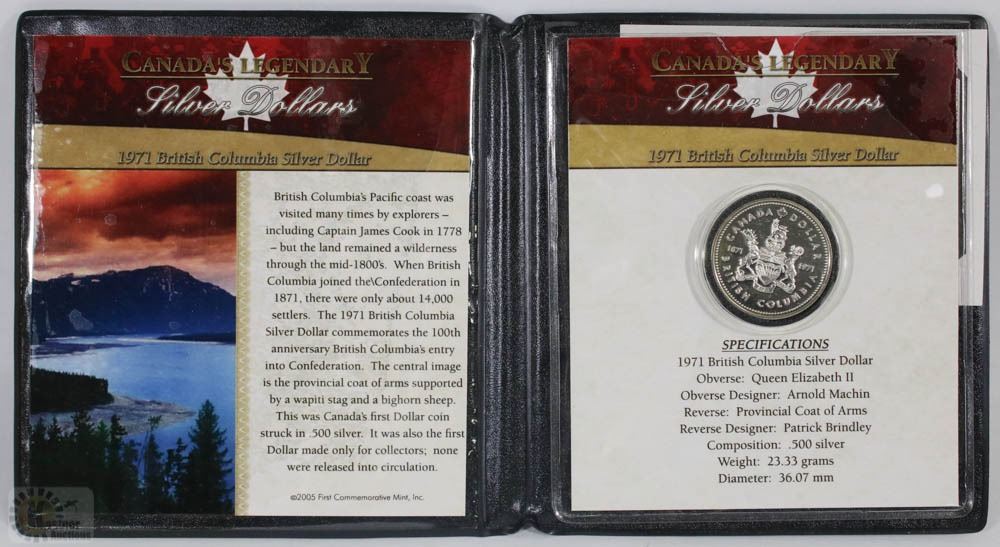 CANADA'S LEGENDARY
Silver Dollars
1971 British Columbia Silver Dollar
British Columbia's Pacific coast was
visited many times by explorers –
including Captain James Cook in 1778
– but the land remained a wilderness
through the mid-1800's. When British
Columbia joined the\Confederation in
1871, there were only about 14,000
settlers. The 1971 British Columbia
Silver Dollar commemorates the 100th
anniversary British Columbia's entry
into Confederation. The central image
is the provincial coat of arms supported
by a wapiti stag and a bighorn sheep.
This was Canada's first Dollar coin
struck in .500 silver. It was also the first
Dollar made only for collectors; none
were released into circulation.
©2005 First Commemorative Mint, Inc.
CANADA'S LEGENDARY
Silver Dollars
1971 British Columbia Silver Dollar
CANADA DOLLAR
1871 1971
BRITISH COLUMBIA
SPECIFICATIONS
1971 British Columbia Silver Dollar
Obverse: Queen Elizabeth II
Obverse Designer: Arnold Machin
Reverse: Provincial Coat of Arms
Reverse Designer: Patrick Brindley
Composition: .500 silver
Weight: 23.33 grams
Diameter: 36.07 mm
Kastner
Auctions